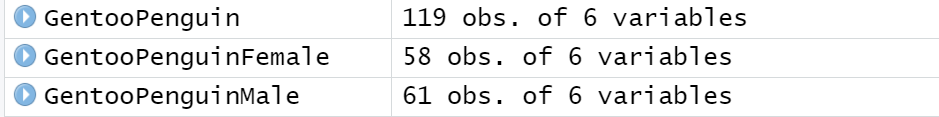 GentooPenguin 119 obs. of 6 variables
GentooPenguinFemale 58 obs. of 6 variables
GentooPenguinMale 61 obs. of 6 variables